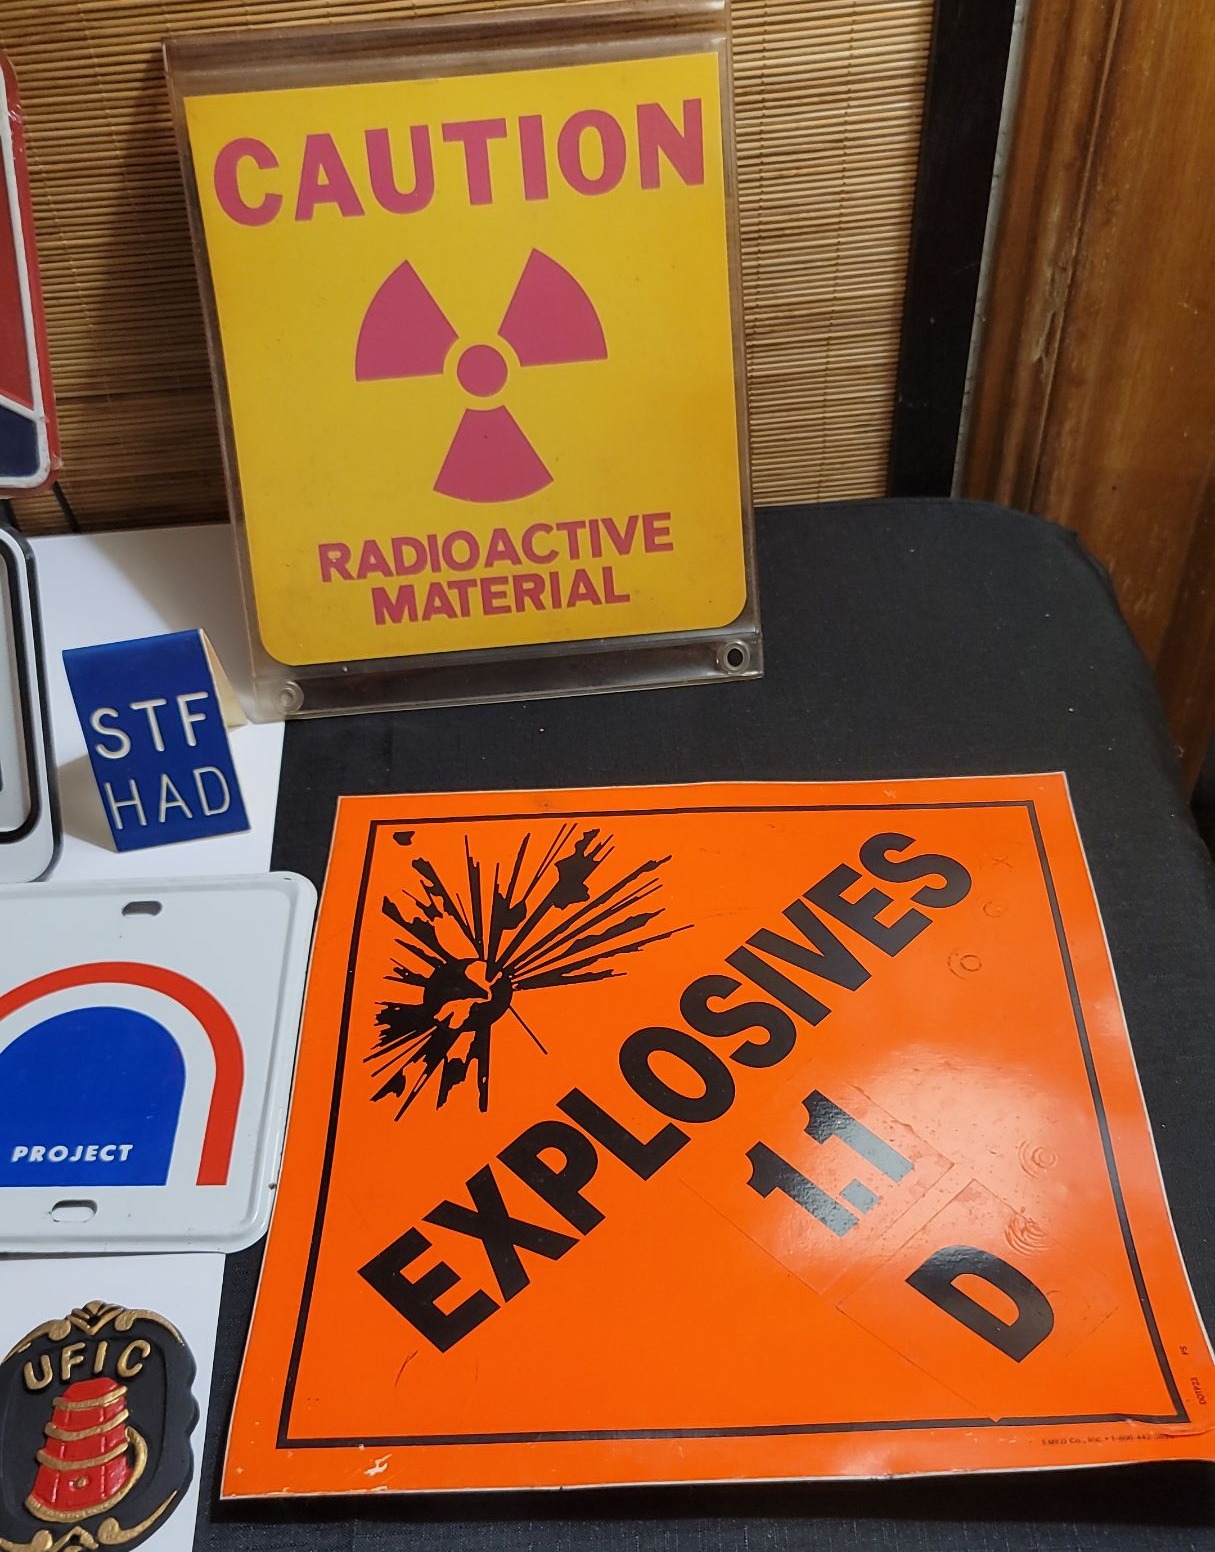 CAUTION
RADIOACTIVE
MATERIAL
STF
HAD
PROJECT
UFIC
EXPLOSIVES
1.1
D